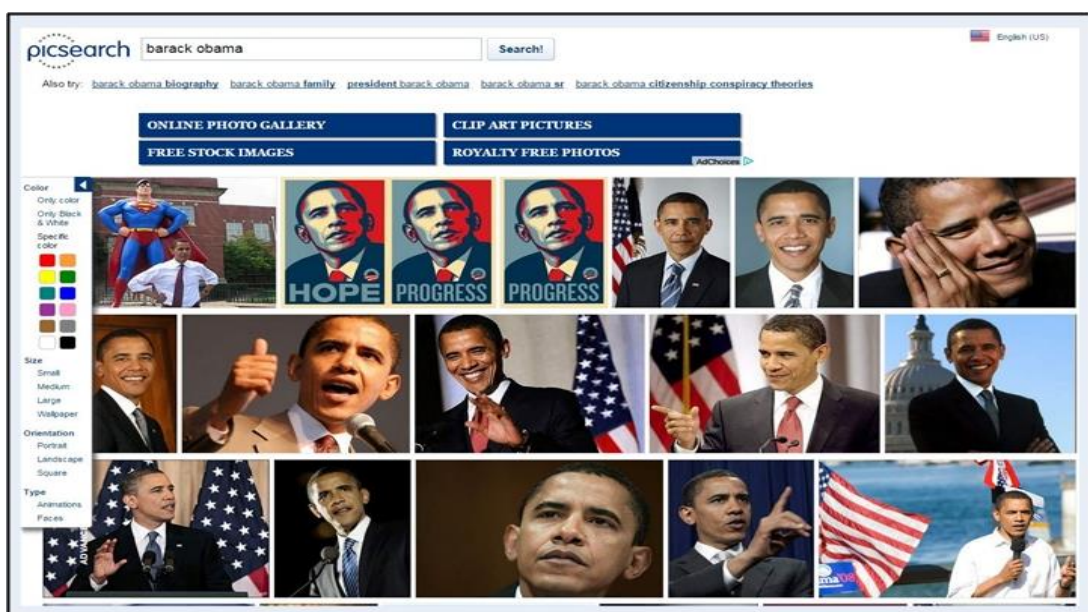 English (US)
picsearch barack obama Search!
Also try: barack obama biography barack obama family president barack obama barack obama sr barack obama citizenship conspiracy theories
ONLINE PHOTO GALLERY CLIP ART PICTURES
FREE STOCK IMAGES ROYALTY FREE PHOTOS
AdChoices
Color
Only color
Only Black
& White
Specific
color
Size
Small
Medium
Large
Wallpaper
Orientation
Portrait
Landscape
Square
Type
Animations
Faces
HOPE PROGRESS PROGRESS